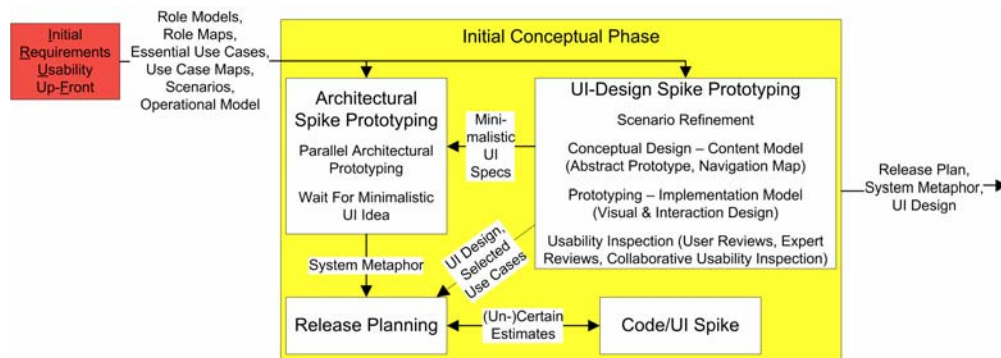 Initial
Requirements
Usability
Up-Front
Role Models,
Role Maps,
Essential Use Cases,
Use Case Maps,
Scenarios,
Operational Model
Initial Conceptual Phase
Architectural
Spike Prototyping
Parallel Architectural
Prototyping
Wait For Minimalistic
UI Idea
Mini-
malistic
UI
Specs
UI-Design Spike Prototyping
Scenario Refinement
Conceptual Design – Content Model
(Abstract Prototype, Navigation Map)
Prototyping – Implementation Model
(Visual & Interaction Design)
Usability Inspection (User Reviews, Expert
Reviews, Collaborative Usability Inspection)
Release Plan,
System Metaphor,
UI Design
System Metaphor
UI Design,
Selected
Use Cases
Release Planning
(Un-)Certain
Estimates
Code/UI Spike